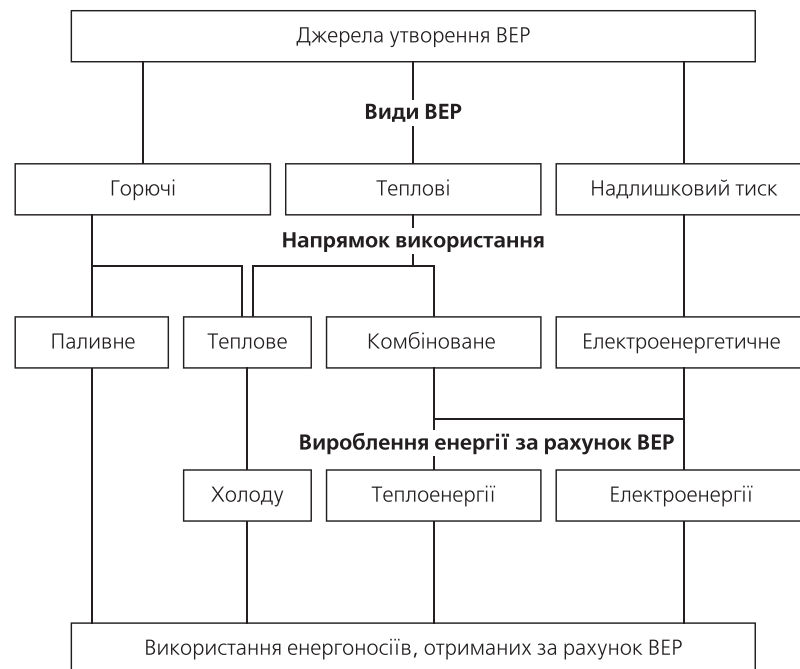 Джерела утворення ВЕР
Види ВЕР
Горючі
Теплові
Надлишковий тиск
Напрямок використання
Паливне
Теплове
Комбіноване
Електроенергетичне
Вироблення енергії за рахунок ВЕР
Холоду
Теплоенергії
Електроенергії
Використання енергоносіїв, отриманих за рахунок ВЕР